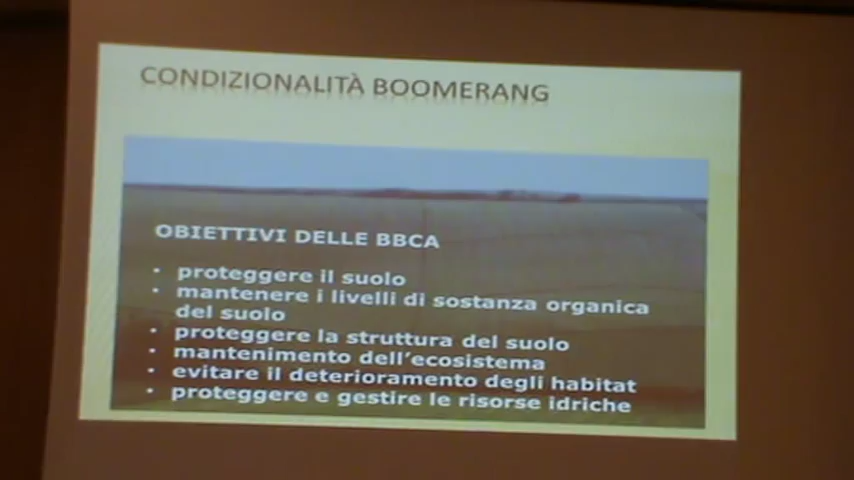 CONDIZIONALITÀ BOOMERANG
OBIETTIVI DELLE BBCA
• proteggere il suolo
• mantenere i livelli di sostanza organica
del suolo
• proteggere la struttura del suolo
• mantenimento dell'ecosistema
• evitare il deterioramento degli habitat
• proteggere e gestire le risorse idriche